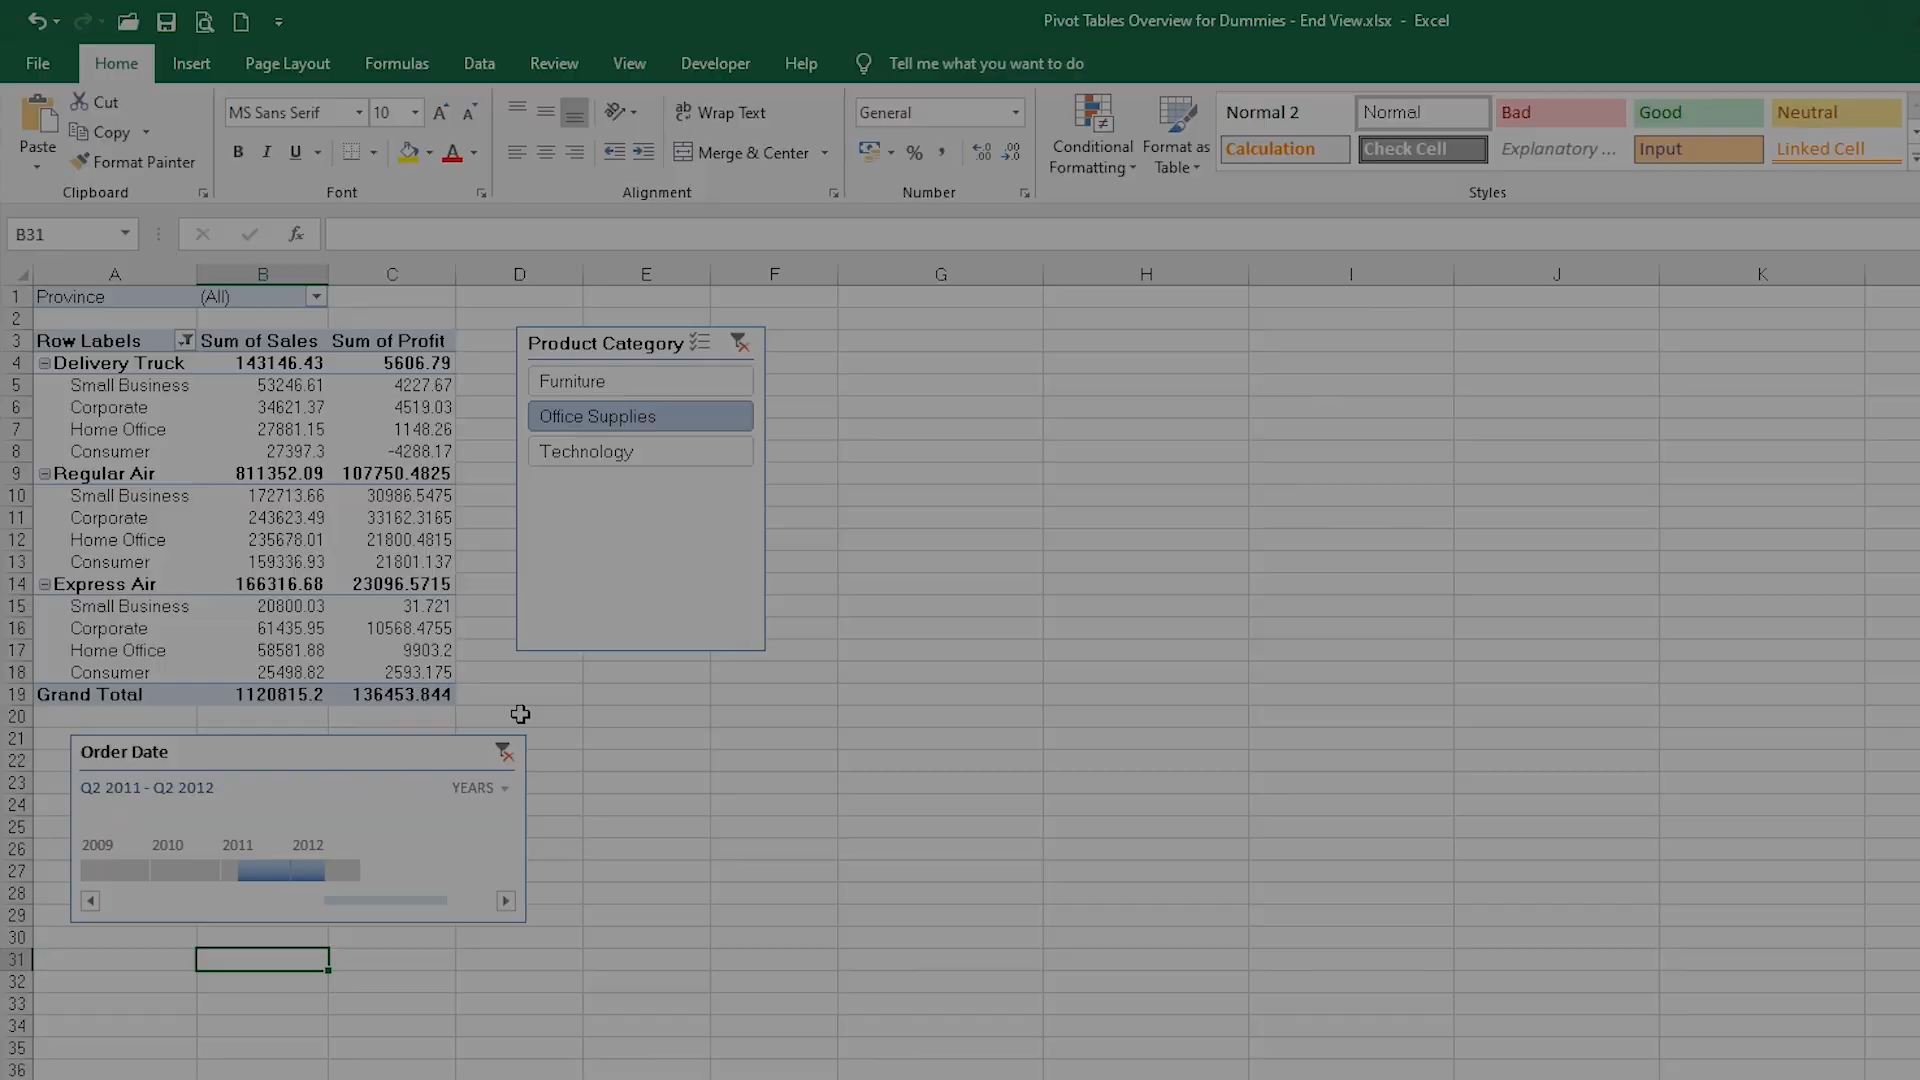 Pivot Tables Overview for Dummies - End View.xlsx - Excel
File Home Insert Page Layout Formulas Data Review View Developer Help Tell me what you want to do
Paste
Cut
Copy
Format Painter
Clipboard
MS Sans Serif 10
B I U A
Font
ab Wrap Text
Merge & Center
Alignment
General
% ,
Number
Conditional Formatting
Format as Table
Normal 2 Normal Bad Good Neutral
Calculation Check Cell Explanatory ... Input Linked Cell
Styles
B31 fx
A B C D E F G H I J K
1 Province (All)
2
3 Row Labels Sum of Sales Sum of Profit
4 Delivery Truck 143146.43 5606.79
5 Small Business 53246.61 4227.67
6 Corporate 34621.37 4519.03
7 Home Office 27881.15 1148.26
8 Consumer 27397.3 -4288.17
9 Regular Air 811352.09 107750.4825
10 Small Business 172713.66 30986.5475
11 Corporate 243623.49 33162.3165
12 Home Office 235678.01 21800.4815
13 Consumer 159336.93 21801.137
14 Express Air 166316.68 23096.5715
15 Small Business 20800.03 31.721
16 Corporate 61435.95 10568.4755
17 Home Office 58581.88 9903.2
18 Consumer 25498.82 2593.175
19 Grand Total 1120815.2 136453.844
Product Category
Furniture
Office Supplies
Technology
20
21
22
23
24
25
26
27
28
29
30
31
32
33
34
35
36
Order Date
Q2 2011 - Q2 2012 YEARS
2009 2010 2011 2012